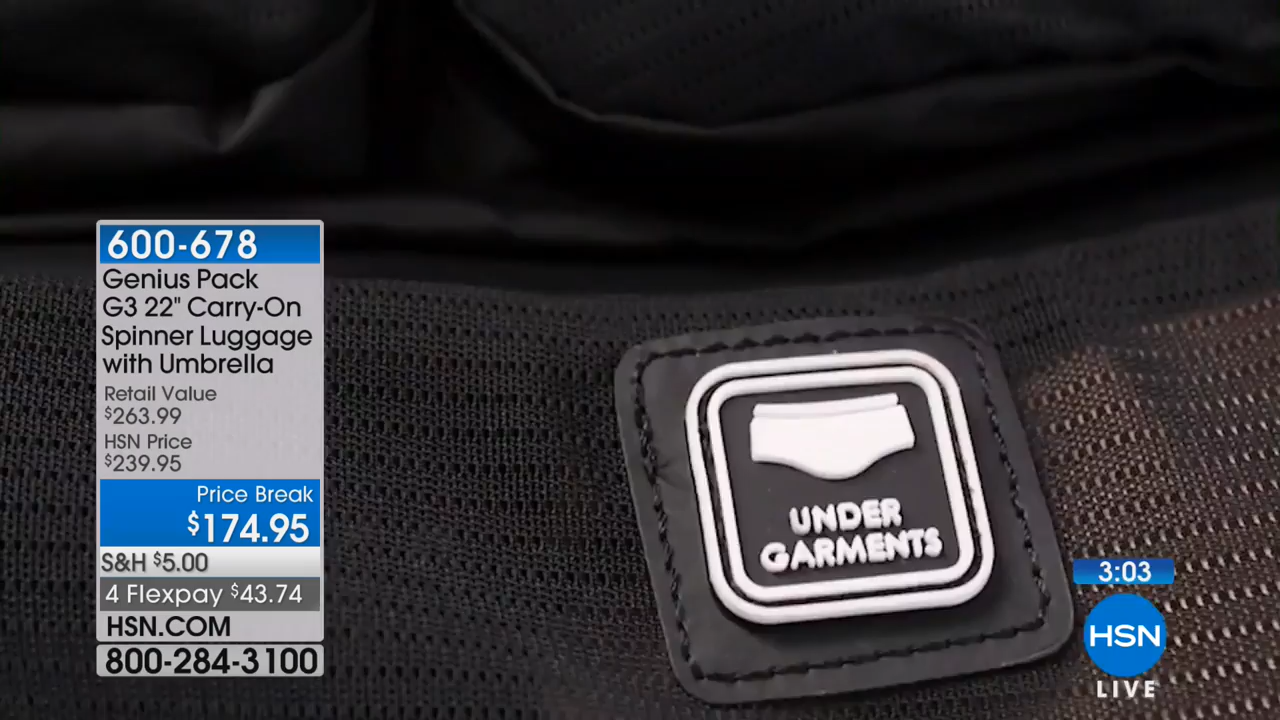 600-678
Genius Pack
G3 22" Carry-On
Spinner Luggage
with Umbrella
Retail Value
$263.99
HSN Price
$239.95
Price Break
$174.95
S&H $5.00
4 Flexpay $43.74
HSN.COM
800-284-3100
UNDER
GARMENTS
3:03
HSN
LIVE